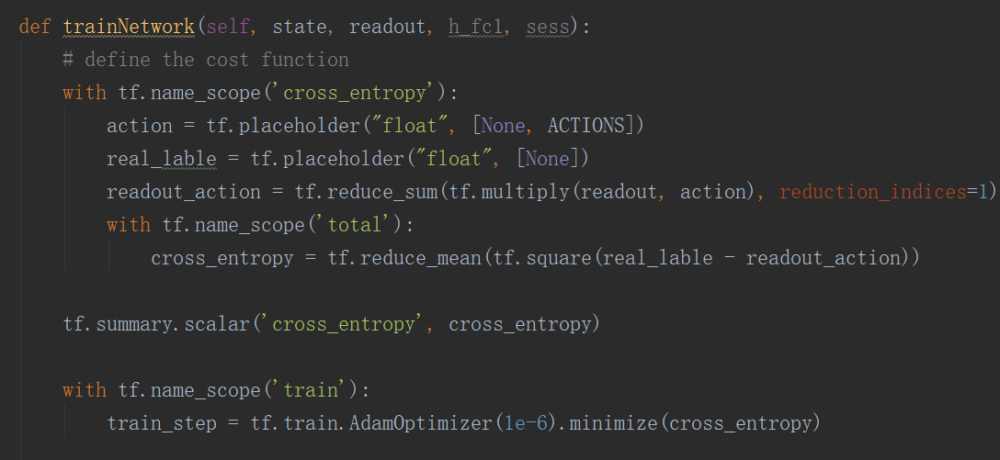 def trainNetwork(self, state, readout, h_fc1, sess):
    # define the cost function
    with tf.name_scope('cross_entropy'):
        action = tf.placeholder("float", [None, ACTIONS])
        real_lable = tf.placeholder("float", [None])
        readout_action = tf.reduce_sum(tf.multiply(readout, action), reduction_indices=1)
        with tf.name_scope('total'):
            cross_entropy = tf.reduce_mean(tf.square(real_lable - readout_action))
    tf.summary.scalar('cross_entropy', cross_entropy)
    with tf.name_scope('train'):
        train_step = tf.train.AdamOptimizer(1e-6).minimize(cross_entropy)